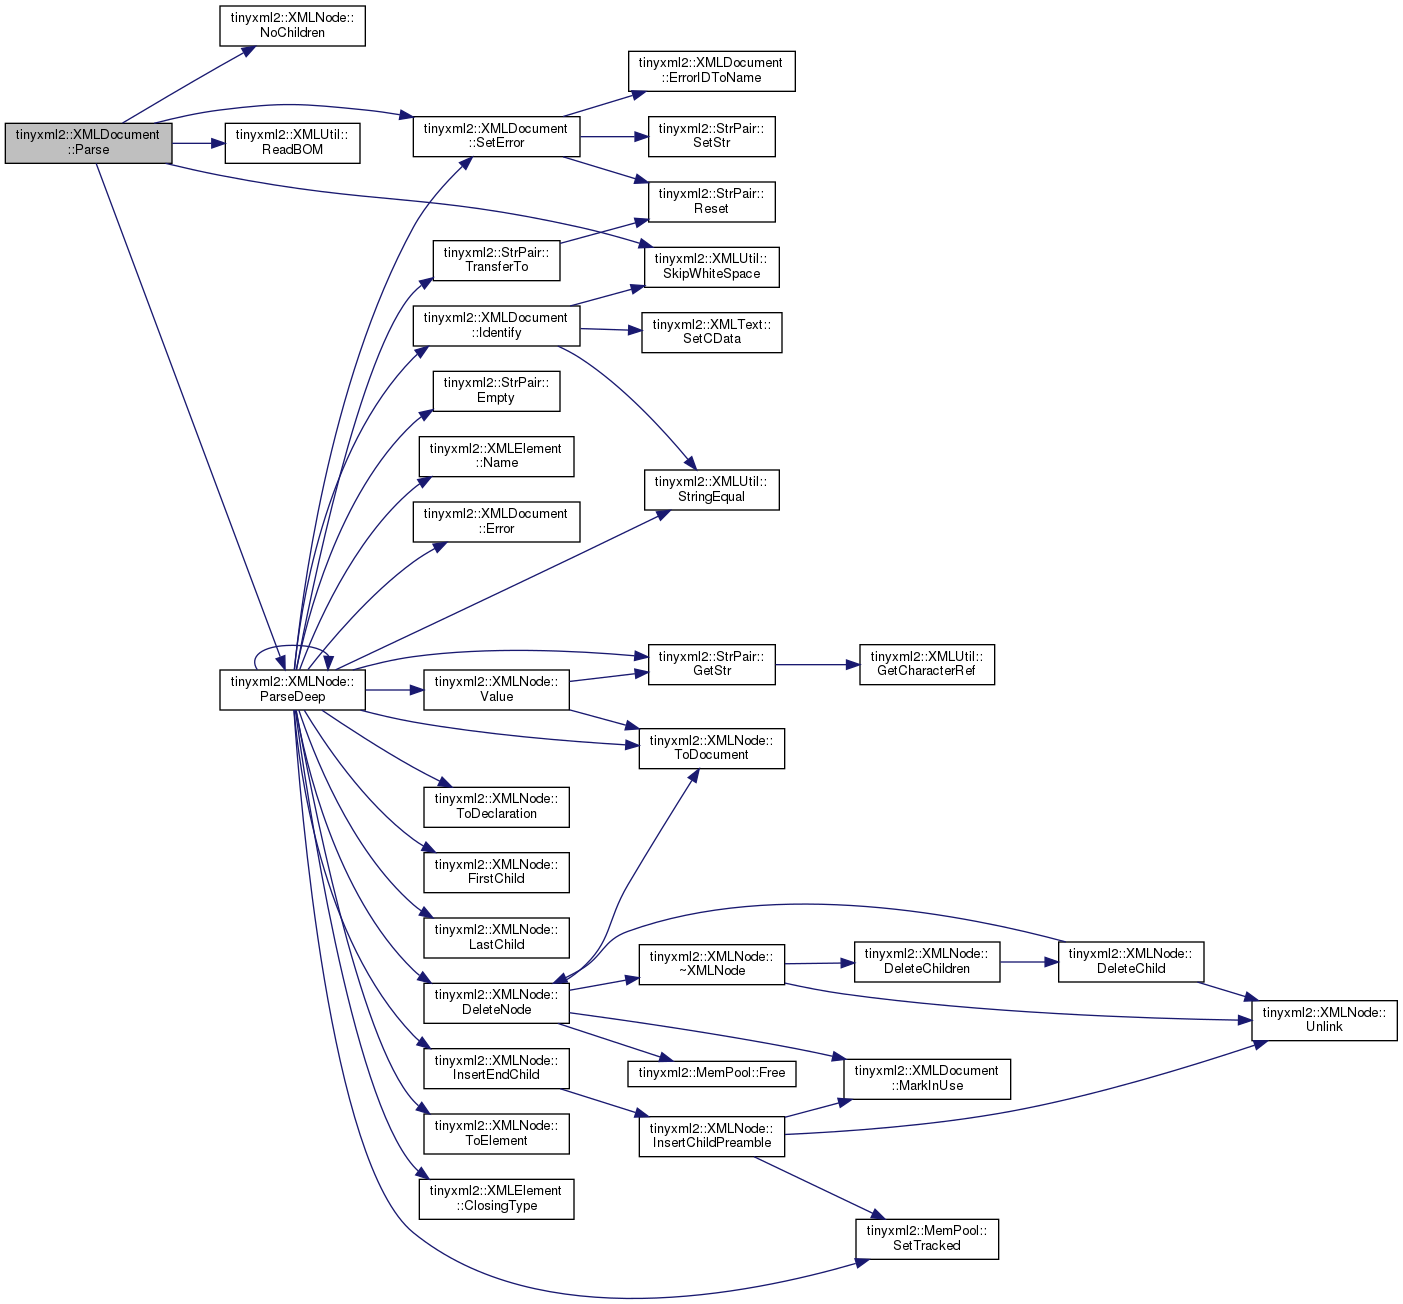 tinyxml2::XMLNode::
NoChildren
tinyxml2::XMLDocument
::ErrorIDToName
tinyxml2::XMLDocument
::Parse
tinyxml2::XMLUtil::
ReadBOM
tinyxml2::XMLDocument
::SetError
tinyxml2::StrPair::
SetStr
tinyxml2::StrPair::
Reset
tinyxml2::StrPair::
TransferTo
tinyxml2::XMLUtil::
SkipWhiteSpace
tinyxml2::XMLDocument
::Identify
tinyxml2::XMLText::
SetCData
tinyxml2::StrPair::
Empty
tinyxml2::XMLElement
::Name
tinyxml2::XMLUtil::
StringEqual
tinyxml2::XMLDocument
::Error
tinyxml2::StrPair::
GetStr
tinyxml2::XMLUtil::
GetCharacterRef
tinyxml2::XMLNode::
ParseDeep
tinyxml2::XMLNode::
Value
tinyxml2::XMLNode::
ToDocument
tinyxml2::XMLNode::
ToDeclaration
tinyxml2::XMLNode::
FirstChild
tinyxml2::XMLNode::
LastChild
tinyxml2::XMLNode::
~XMLNode
tinyxml2::XMLNode::
DeleteChildren
tinyxml2::XMLNode::
DeleteChild
tinyxml2::XMLNode::
DeleteNode
tinyxml2::XMLNode::
Unlink
tinyxml2::XMLNode::
InsertEndChild
tinyxml2::MemPool::Free
tinyxml2::XMLDocument
::MarkInUse
tinyxml2::XMLNode::
ToElement
tinyxml2::XMLNode::
InsertChildPreamble
tinyxml2::XMLElement
::ClosingType
tinyxml2::MemPool::
SetTracked